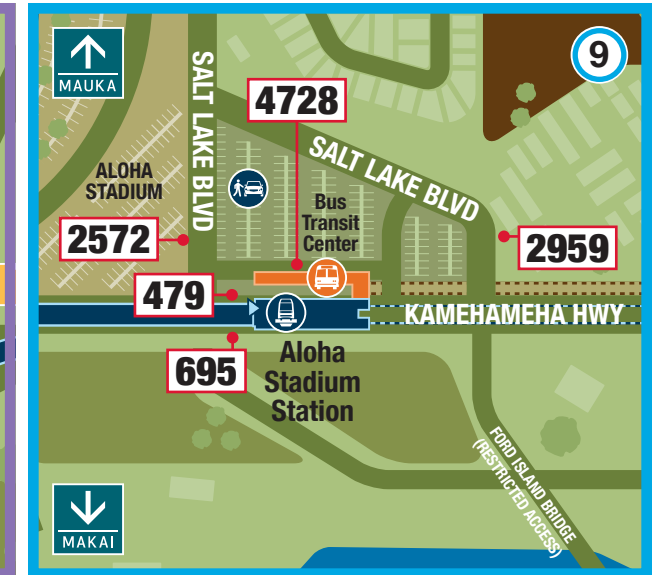 MAUKA
9
SALT LAKE BLVD
4728
SALT LAKE BLVD
ALOHA
STADIUM
Bus
Transit
Center
2572
2959
479
KAMEHAMEHA HWY
695
Aloha
Stadium
Station
FORD ISLAND BRIDGE
(RESTRICTED ACCESS)
MAKAI